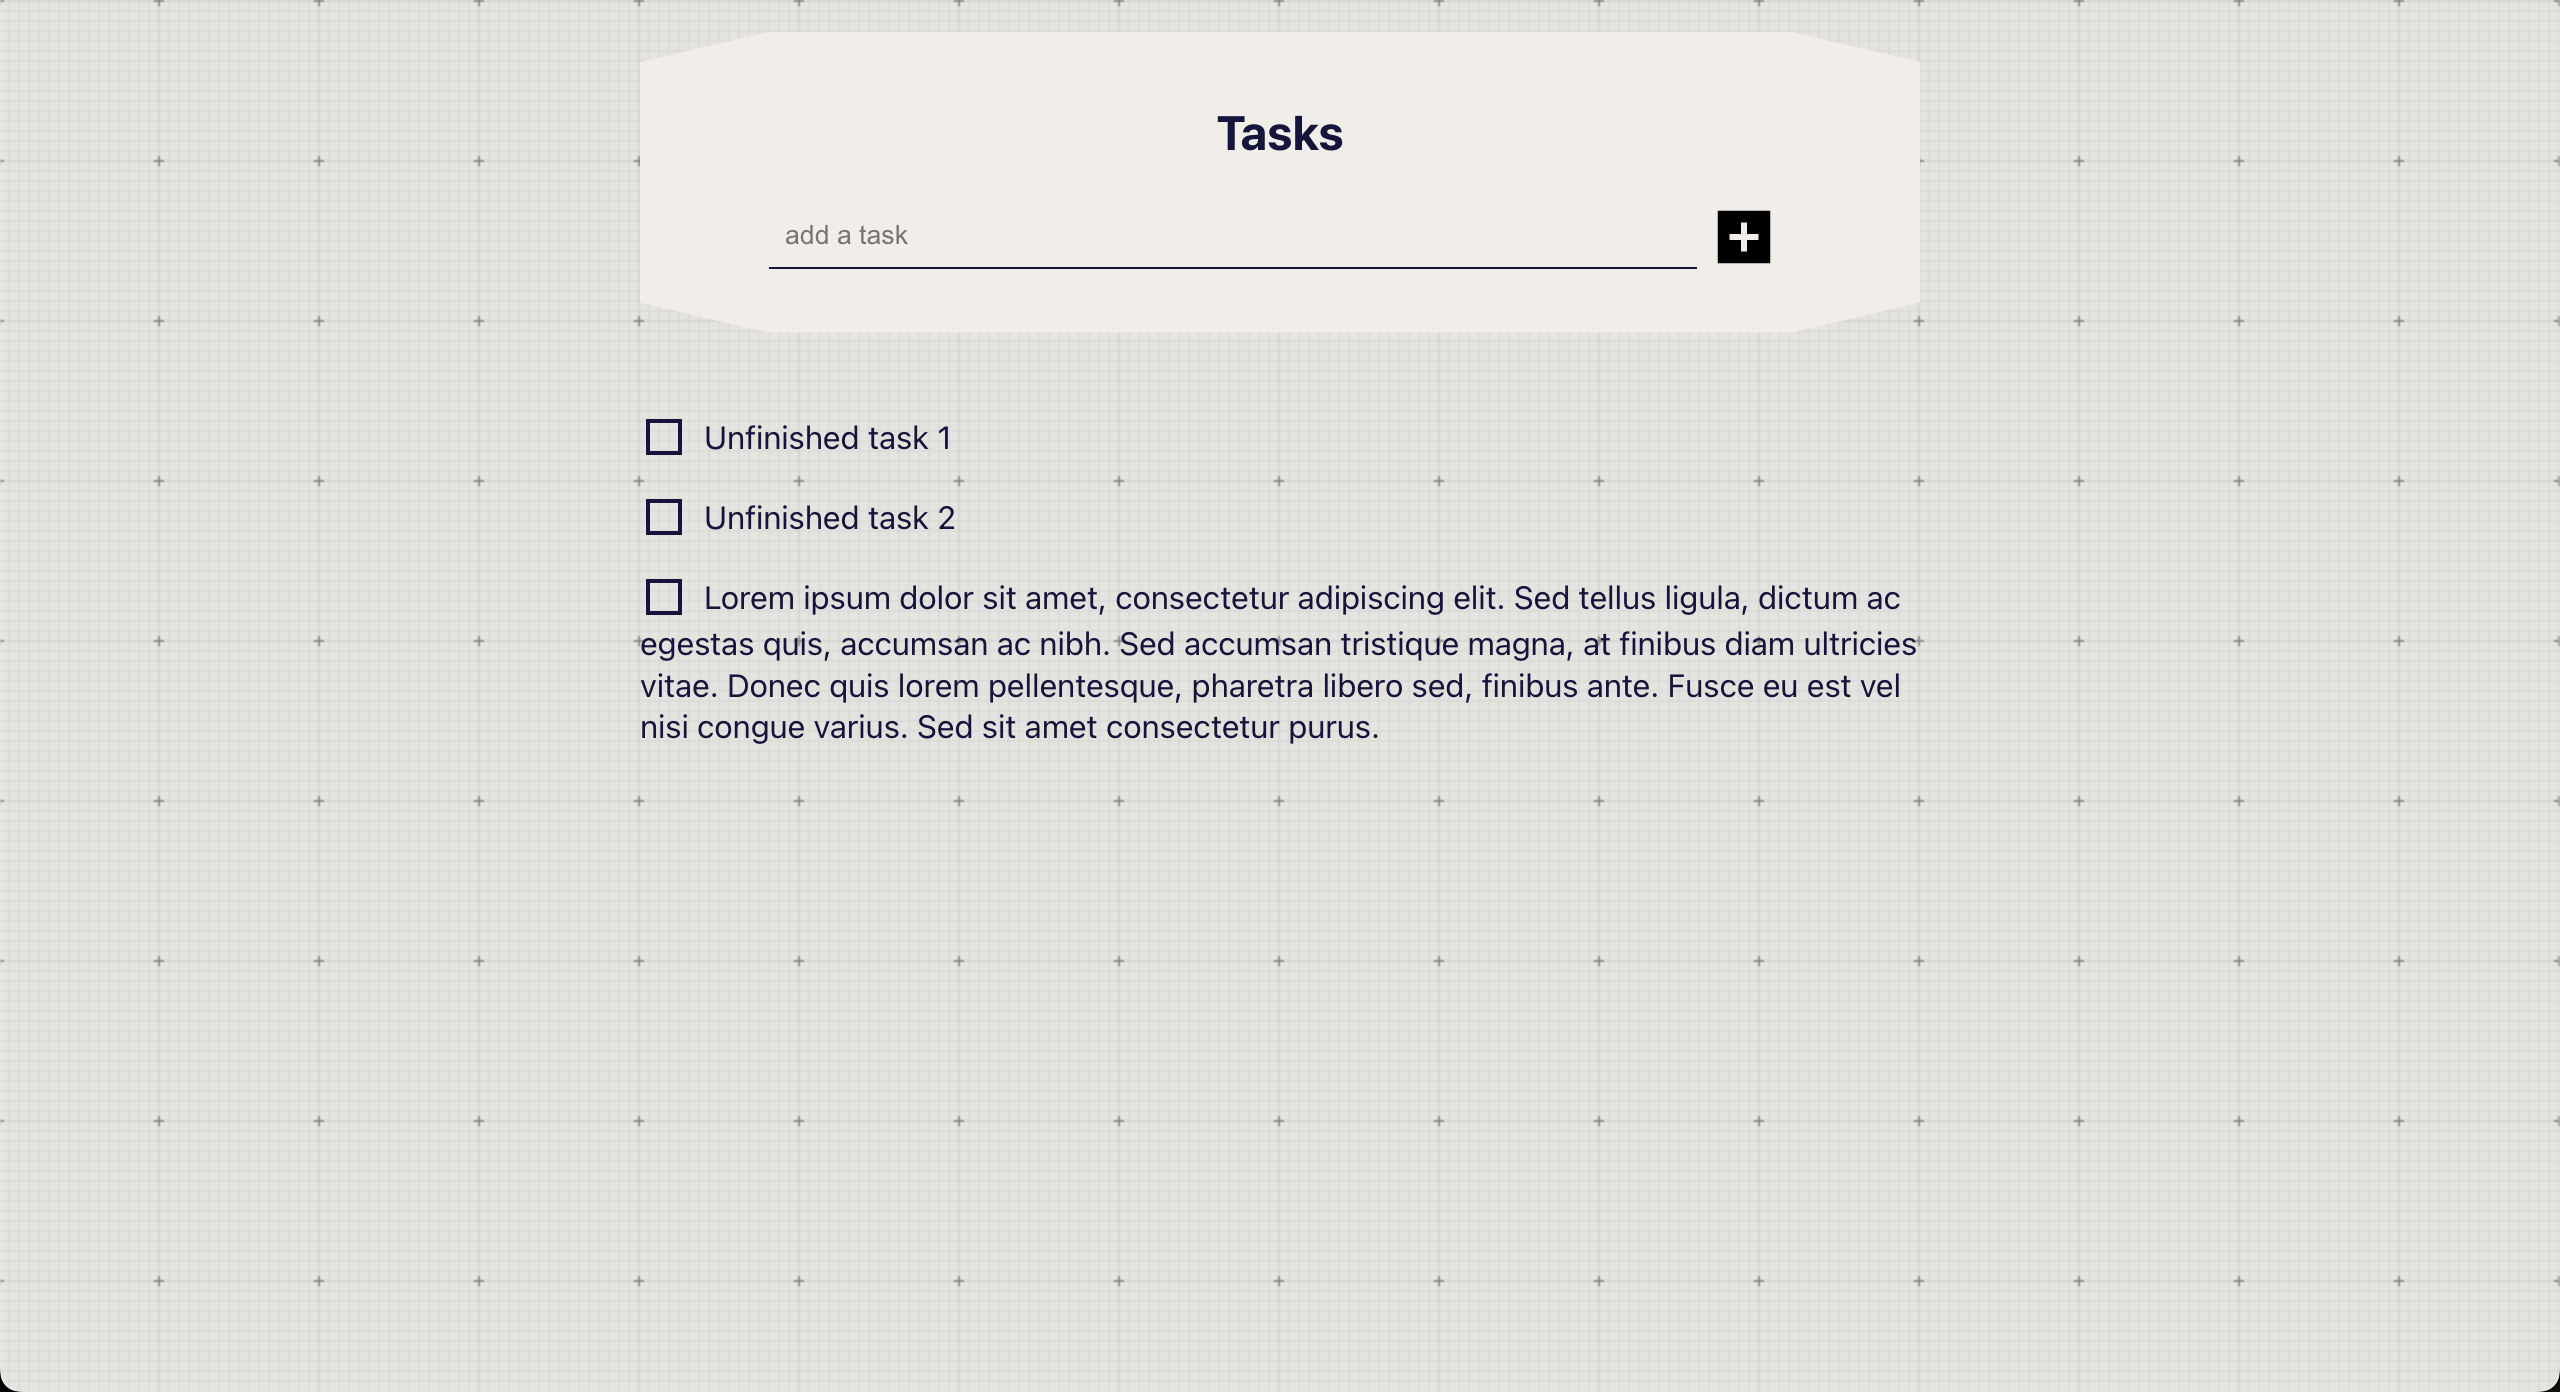 Tasks
add a task
Unfinished task 1
Unfinished task 2
Lorem ipsum dolor sit amet, consectetur adipiscing elit. Sed tellus ligula, dictum ac
egestas quis, accumsan ac nibh. Sed accumsan tristique magna, at finibus diam ultricies
vitae. Donec quis lorem pellentesque, pharetra libero sed, finibus ante. Fusce eu est vel
nisi congue varius. Sed sit amet consectetur purus.